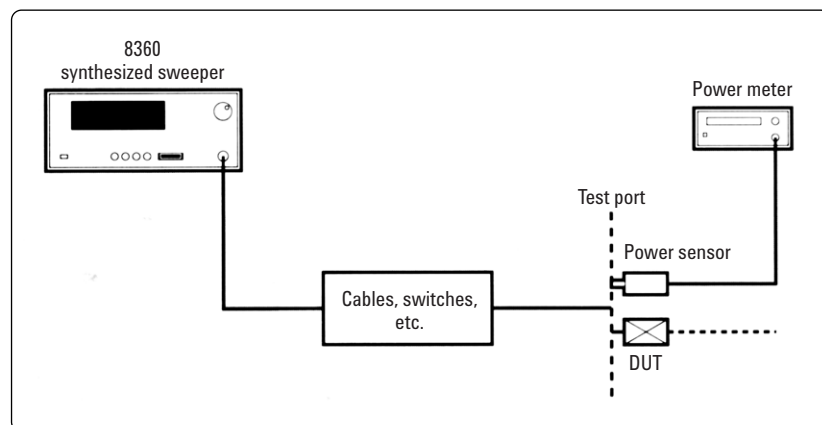 8360
synthesized sweeper
Power meter
Test port
Power sensor
Cables, switches,
etc.
DUT